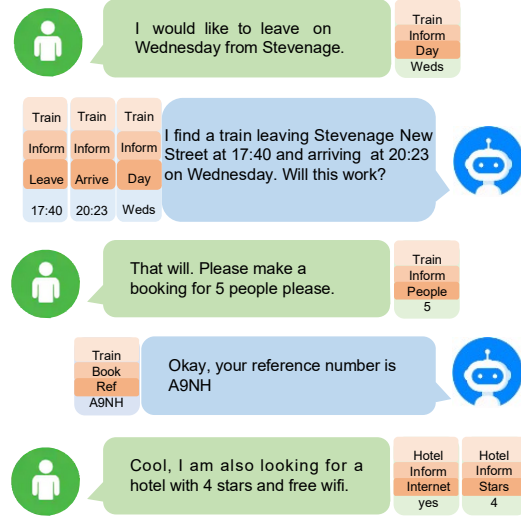 I would like to leave on
Wednesday from Stevenage.
Train
Inform
Day
Weds
Train
Inform
Leave
17:40
Train
Inform
Arrive
20:23
Train
Inform
Day
Weds
I find a train leaving Stevenage New
Street at 17:40 and arriving at 20:23
on Wednesday. Will this work?
That will. Please make a
booking for 5 people please.
Train
Inform
People
5
Train
Book
Ref
A9NH
Okay, your reference number is
A9NH
Cool, I am also looking for a
hotel with 4 stars and free wifi.
Hotel
Inform
Internet
yes
Hotel
Inform
Stars
4